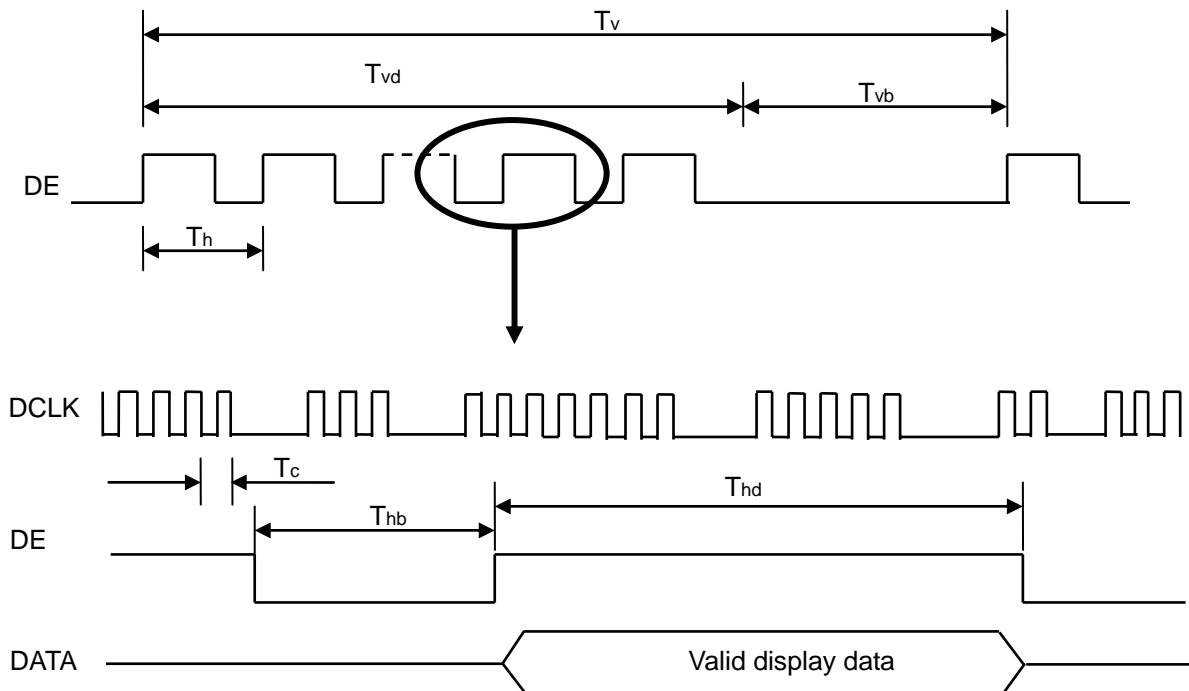 Tv
Tvd
Tvb
DE
Th
DCLK
Tc
Thd
Thb
DE
DATA
Valid display data